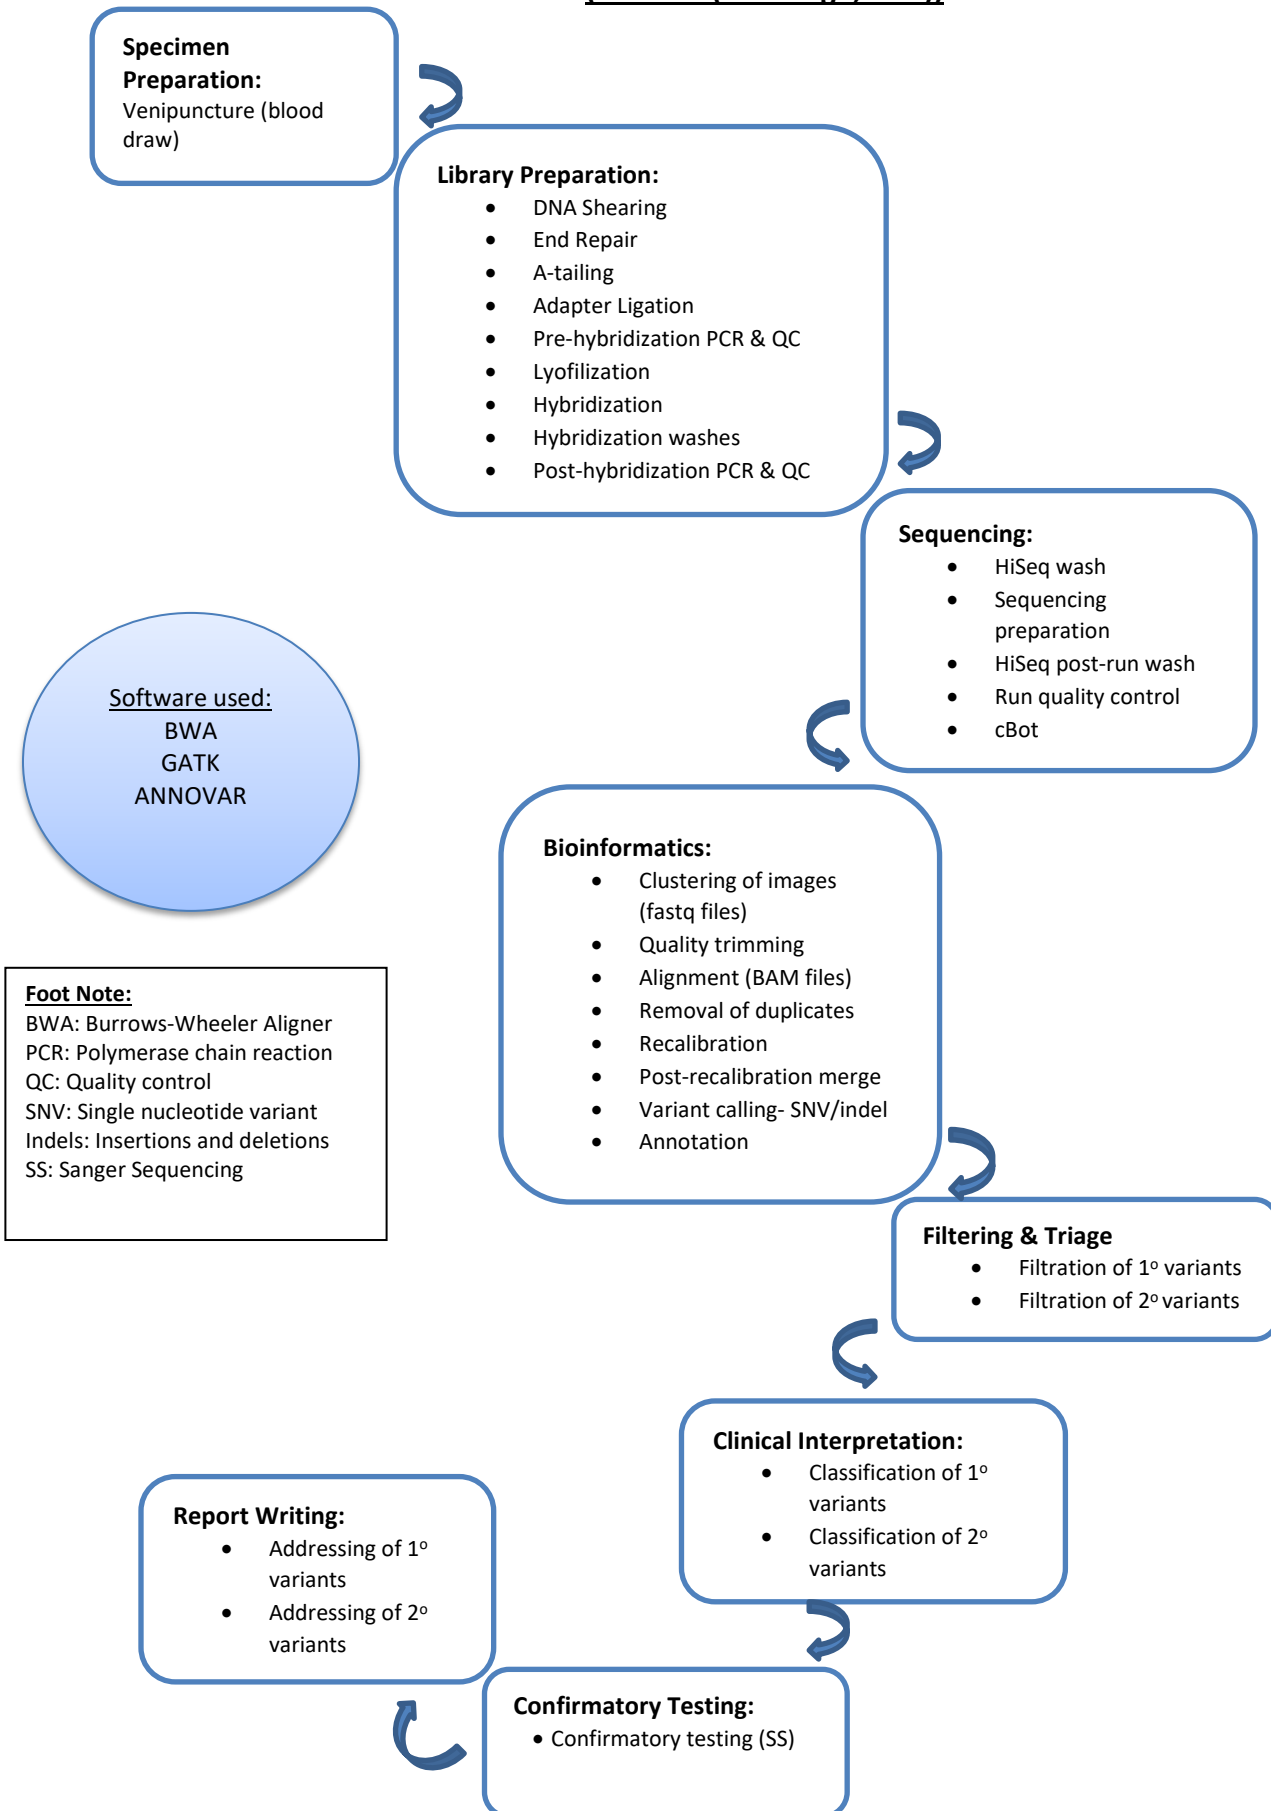 Specimen
Preparation:
Venipuncture (blood
draw)
Library Preparation:
• DNA Shearing
• End Repair
• A-tailing
• Adapter Ligation
• Pre-hybridization PCR & QC
• Lyofilization
• Hybridization
• Hybridization washes
• Post-hybridization PCR & QC
Sequencing:
• HiSeq wash
• Sequencing
preparation
• HiSeq post-run wash
• Run quality control
• cBot
Software used:
BWA
GATK
ANNOVAR
Bioinformatics:
• Clustering of images
(fastq files)
• Quality trimming
• Alignment (BAM files)
• Removal of duplicates
• Recalibration
• Post-recalibration merge
• Variant calling- SNV/indel
• Annotation
Foot Note:
BWA: Burrows-Wheeler Aligner
PCR: Polymerase chain reaction
QC: Quality control
SNV: Single nucleotide variant
Indels: Insertions and deletions
SS: Sanger Sequencing
Filtering & Triage
• Filtration of 1º variants
• Filtration of 2º variants
Clinical Interpretation:
• Classification of 1º
variants
• Classification of 2º
variants
Report Writing:
• Addressing of 1º
variants
• Addressing of 2º
variants
Confirmatory Testing:
• Confirmatory testing (SS)